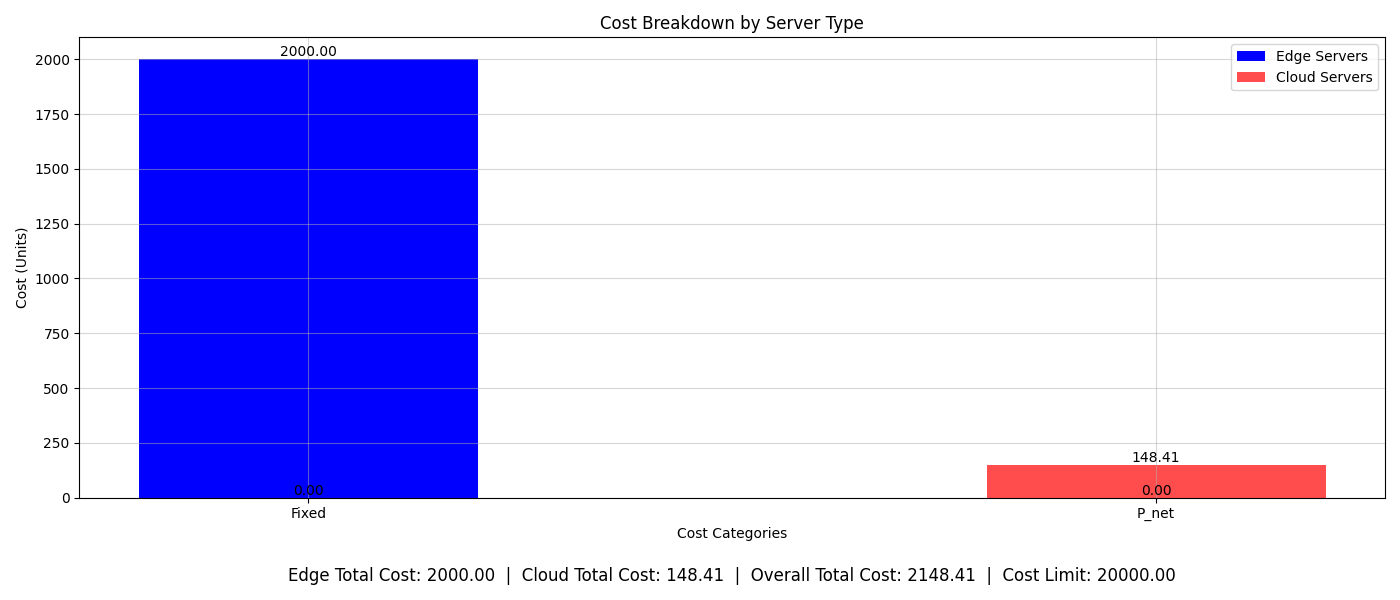 Cost Breakdown by Server Type
2000.00
Edge Servers
Cloud Servers
2000
1750
1500
1250
1000
750
500
250
0
Cost (Units)
148.41
0.00
0.00
Fixed
P_net
Cost Categories
Edge Total Cost: 2000.00 | Cloud Total Cost: 148.41 | Overall Total Cost: 2148.41 | Cost Limit: 20000.00